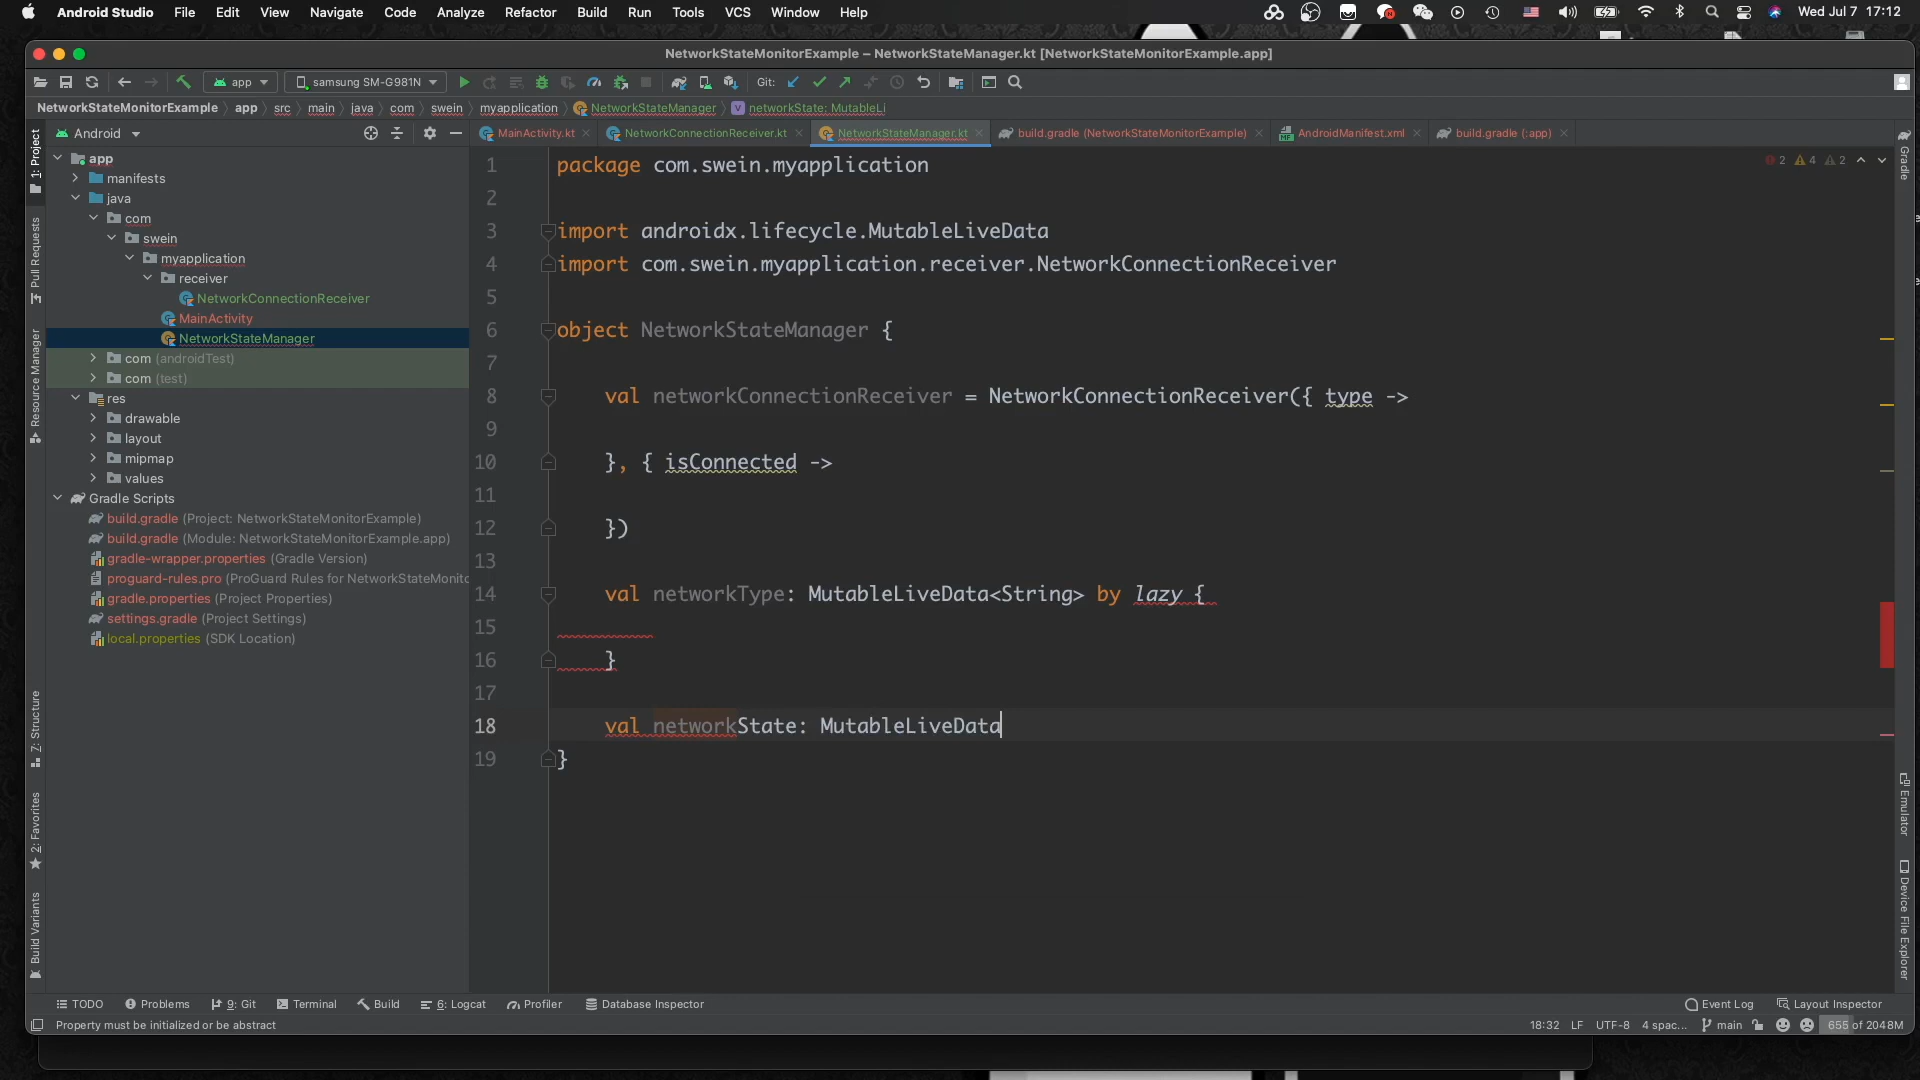 Android Studio File Edit View Navigate Code Analyze Refactor Build Run Tools VCS Window Help Wed Jul 7 17:12
NetworkStateMonitorExample – NetworkStateManager.kt [NetworkStateMonitorExample.app]
app samsung SM-G981N Git:
NetworkStateMonitorExample app src main java com swein myapplication NetworkStateManager networkState: MutableLi
Android
MainActivity.kt NetworkConnectionReceiver.kt NetworkStateManager.kt build.gradle (NetworkStateMonitorExample) AndroidManifest.xml build.gradle (:app)
1: Project
Pull Requests
Resource Manager
7: Structure
2: Favorites
Build Variants
app
manifests
java
com
swein
myapplication
receiver
NetworkConnectionReceiver
MainActivity
NetworkStateManager
com (androidTest)
com (test)
res
drawable
layout
mipmap
values
Gradle Scripts
build.gradle (Project: NetworkStateMonitorExample)
build.gradle (Module: NetworkStateMonitorExample.app)
gradle-wrapper.properties (Gradle Version)
proguard-rules.pro (ProGuard Rules for NetworkStateMonito
gradle.properties (Project Properties)
settings.gradle (Project Settings)
local.properties (SDK Location)
2 4 2
1 package com.swein.myapplication
2
3 import androidx.lifecycle.MutableLiveData
4 import com.swein.myapplication.receiver.NetworkConnectionReceiver
5
6 object NetworkStateManager {
7
8 val networkConnectionReceiver = NetworkConnectionReceiver({ type ->
9
10 }, { isConnected ->
11
12 })
13
14 val networkType: MutableLiveData<String> by lazy {
15
16 }
17
18 val networkState: MutableLiveData
19 }
Gradle
Emulator
Device File Explorer
TODO Problems 9: Git Terminal Build 6: Logcat Profiler Database Inspector Event Log Layout Inspector
Property must be initialized or be abstract 18:32 LF UTF-8 4 spac... main 655 of 2048M